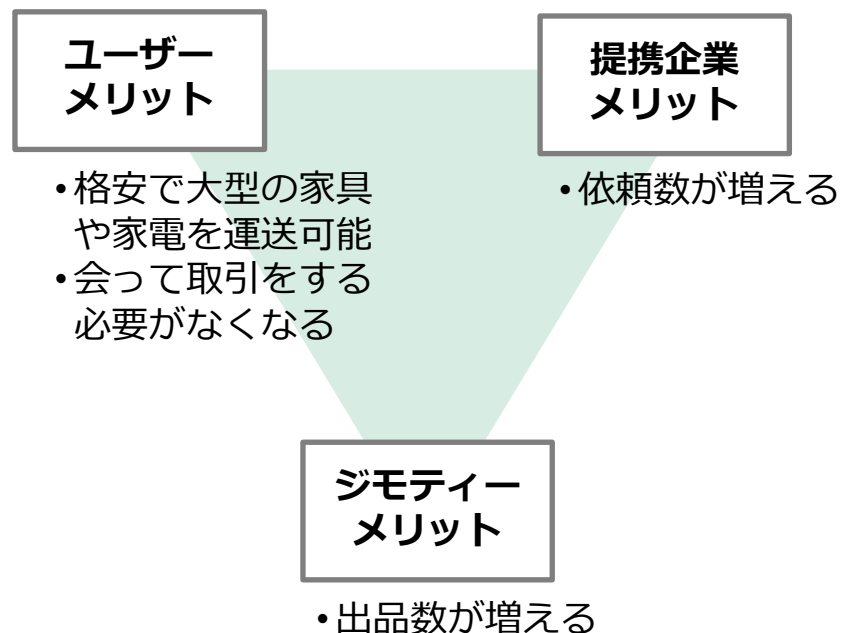 ユーザー
メリット
・格安で大型の家具
や家電を運送可能
・会って取引をする
必要がなくなる
提携企業
メリット
・依頼数が増える
ジモティー
メリット
・出品数が増える